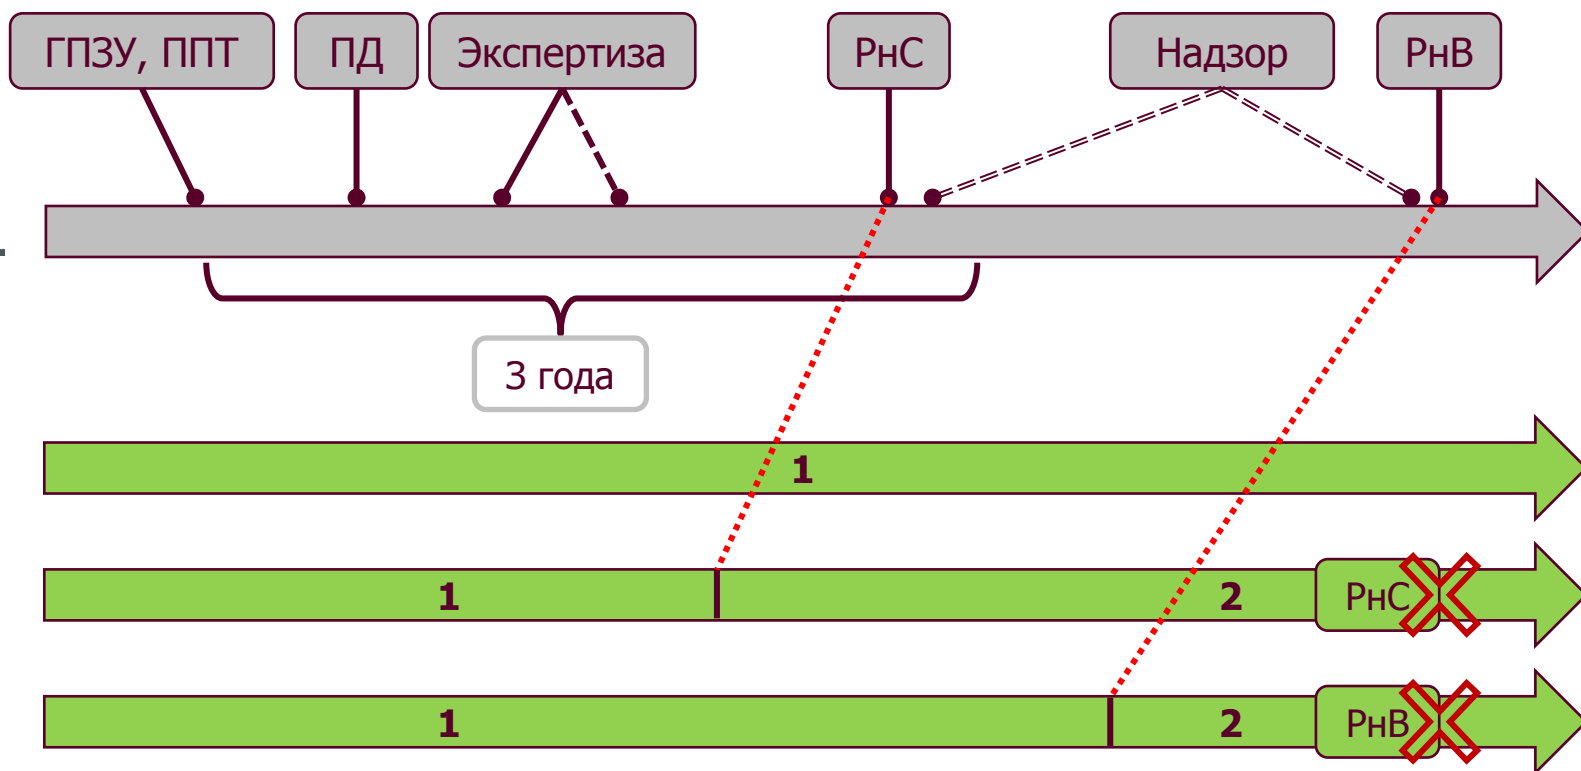 ГПЗУ, ППТ
ПД
Экспертиза
РнС
Надзор
РнВ
3 года
1
1
2
РнС
1
2
РнВ